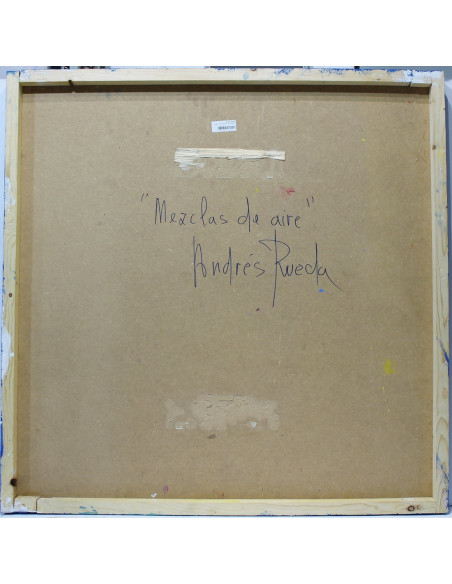 "Mezclas de aire"
Andrés Rueda